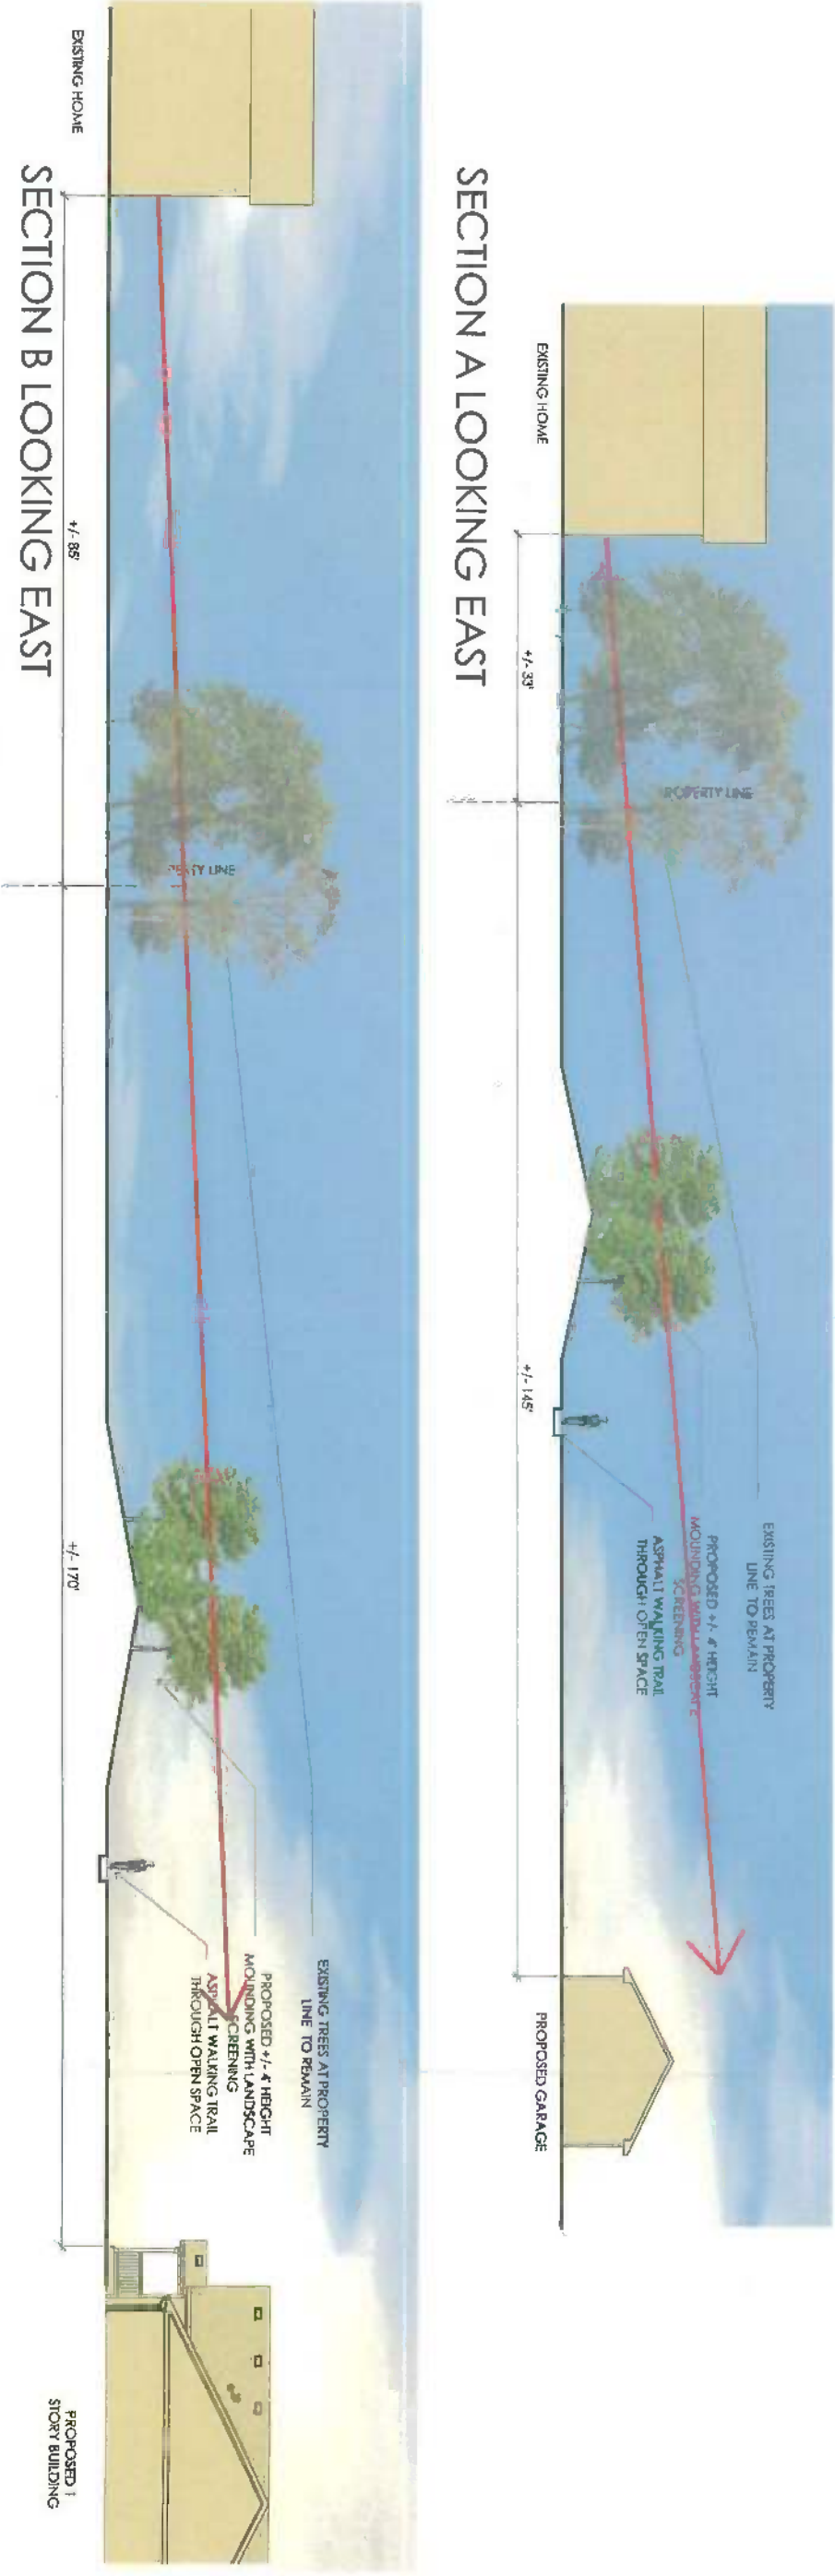 EXISTING HOME
+/- 33'
ROPERTY LINE
+/- 145'
EXISTING TREES AT PROPERTY
LINE TO REMAIN
PROPOSED +/- 4' HEIGHT
MOUNDING WITH LANDSCAPE
SCREENING
ASPHALT WALKING TRAIL
THROUGH OPEN SPACE
PROPOSED GARAGE
SECTION A LOOKING EAST
EXISTING HOME
+/- 85'
PERTY LINE
+/- 170'
EXISTING TREES AT PROPERTY
LINE TO REMAIN
PROPOSED +/- 4' HEIGHT
MOUNDING WITH LANDSCAPE
SCREENING
ASPHALT WALKING TRAIL
THROUGH OPEN SPACE
PROPOSED 1
STORY BUILDING
SECTION B LOOKING EAST